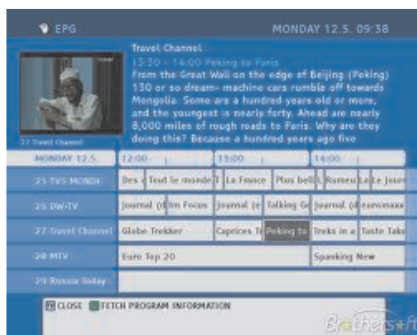 EPG MONDAY 12.5. 09:38
Travel Channel
13:30 - 14:00 Peking to Paris
From the Great Wall on the edge of Beijing (Peking)
130 or so dream- machine cars rumble off towards
Mongolia. Some are a hundred years old or more,
and the youngest is nearly forty. Ahead are nearly
8,000 miles of rough roads to Paris. Why are they
doing this? Because a hundred years ago five
27 Travel Channel
MONDAY 12.5. 12:00 13:00 14:00
25 TV5 MONDE Des Tout le monde La France Plus bell Rumeu La Le Jour
26 DW-TV Journal (d Im Focus Journal (e Talking G Journal (d euromaxx
27 Travel Channel Globe Trekker Caprices Peking to Treks in a Taste Take
28 MTV Euro Top 20 Spanking New
29 Russia Today
CLOSE FETCH PROGRAM INFORMATION
Brothersoft